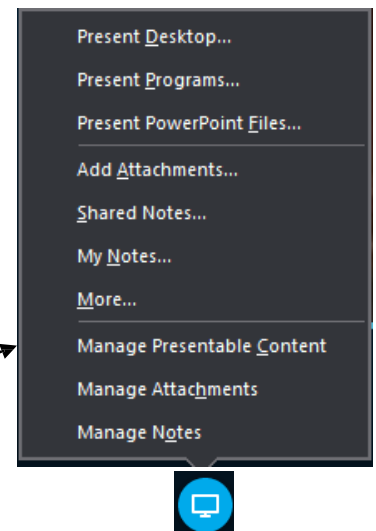 Present Desktop...
Present Programs...
Present PowerPoint Files...
Add Attachments...
Shared Notes...
My Notes...
More...
Manage Presentable Content
Manage Attachments
Manage Notes